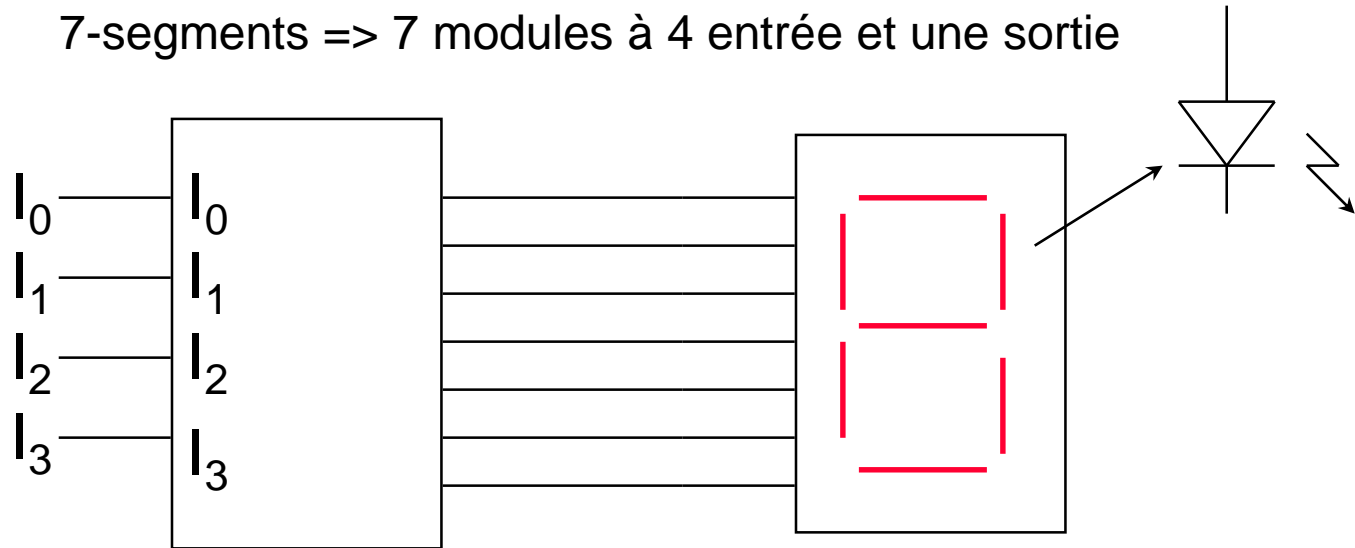 7-segments => 7 modules à 4 entrée et une sortie
I0 I0
I1 I1
I2 I2
I3 I3